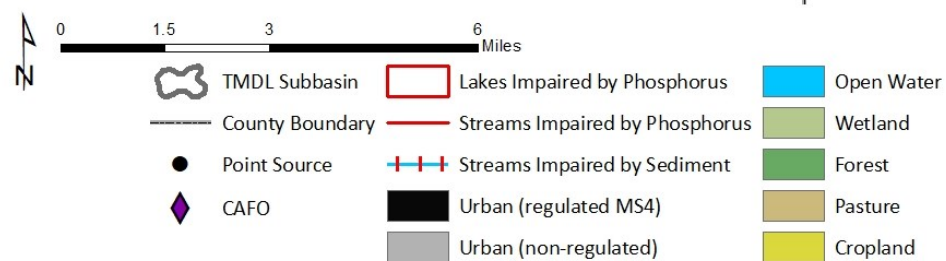 0 1.5 3 6
Miles
N
TMDL Subbasin
County Boundary
Point Source
CAFO
Lakes Impaired by Phosphorus
Streams Impaired by Phosphorus
Streams Impaired by Sediment
Urban (regulated MS4)
Urban (non-regulated)
Open Water
Wetland
Forest
Pasture
Cropland